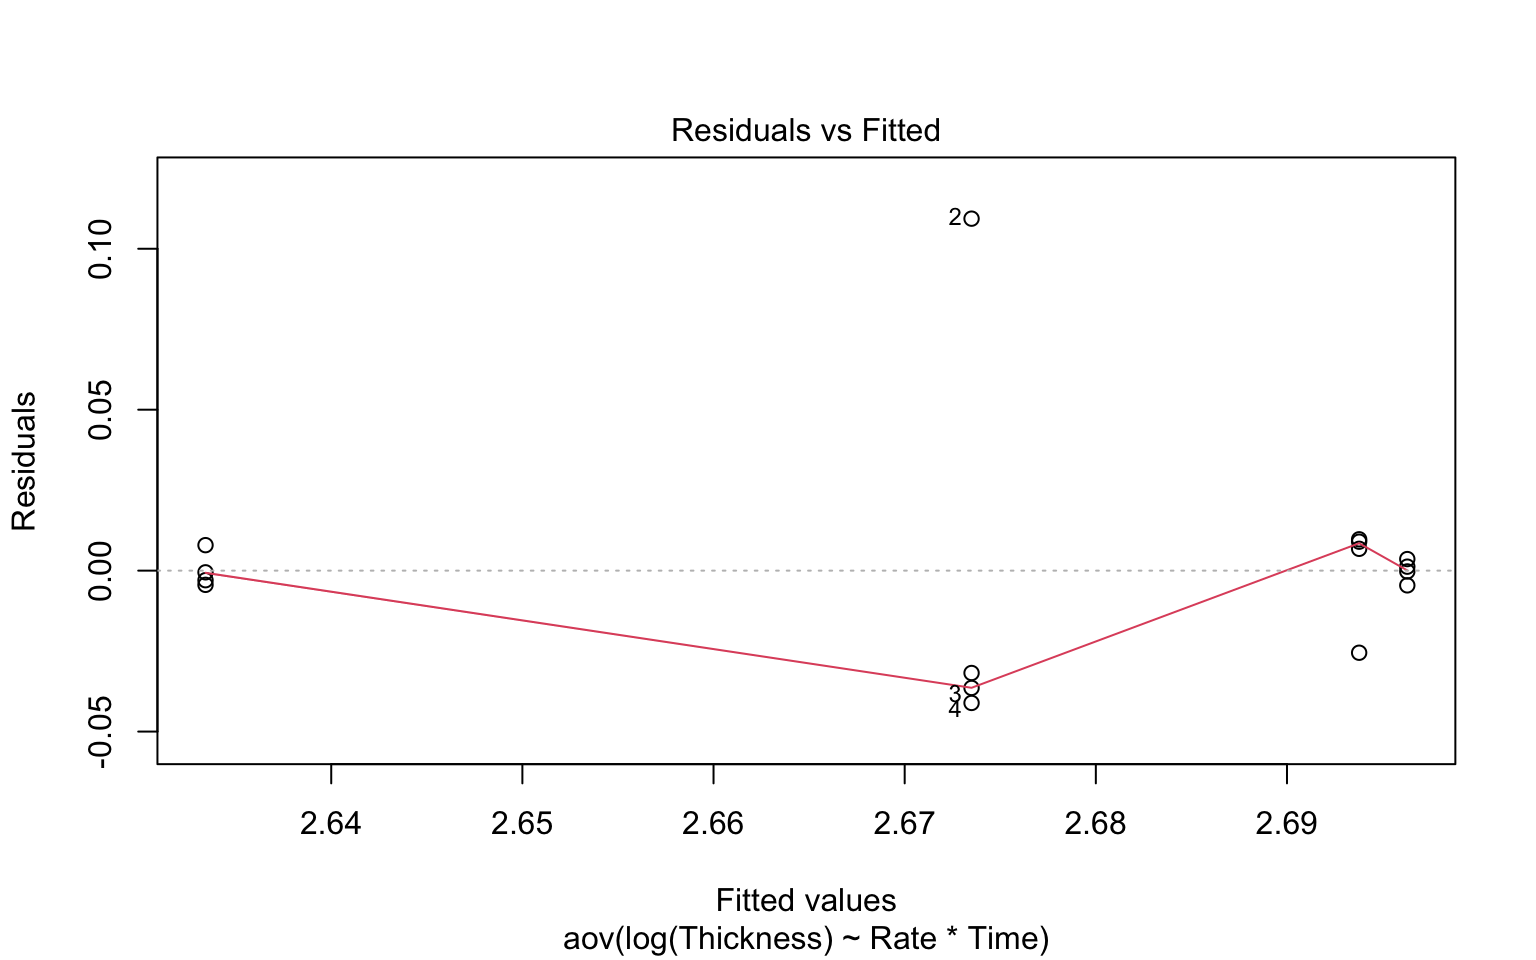 Residuals vs Fitted
Residuals
0.10
0.05
0.00
-0.05
2
3
4
2.64 2.65 2.66 2.67 2.68 2.69
Fitted values
aov(log(Thickness) ~ Rate * Time)